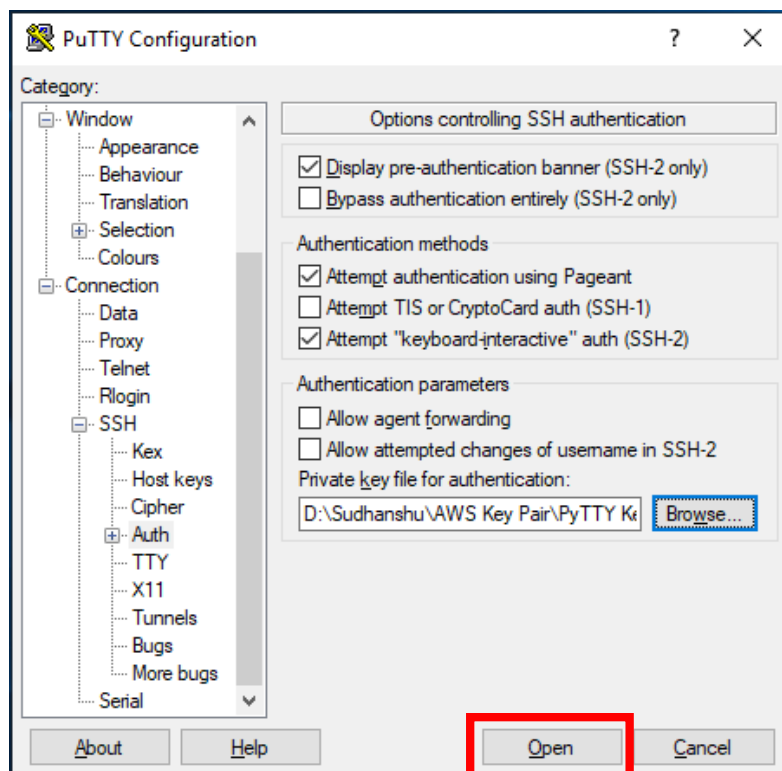 PuTTY Configuration
?
Category:
Window
Appearance
Behaviour
Translation
Selection
Colours
Connection
Data
Proxy
Telnet
Rlogin
SSH
Kex
Host keys
Cipher
Auth
TTY
X11
Tunnels
Bugs
More bugs
Serial
Options controlling SSH authentication
Display pre-authentication banner (SSH-2 only)
Bypass authentication entirely (SSH-2 only)
Authentication methods
Attempt authentication using Pageant
Attempt TIS or CryptoCard auth (SSH-1)
Attempt "keyboard-interactive" auth (SSH-2)
Authentication parameters
Allow agent forwarding
Allow attempted changes of username in SSH-2
Private key file for authentication:
D:\Sudhanshu\AWS Key Pair\PyTTY Ke Browse...
About Help Open Cancel